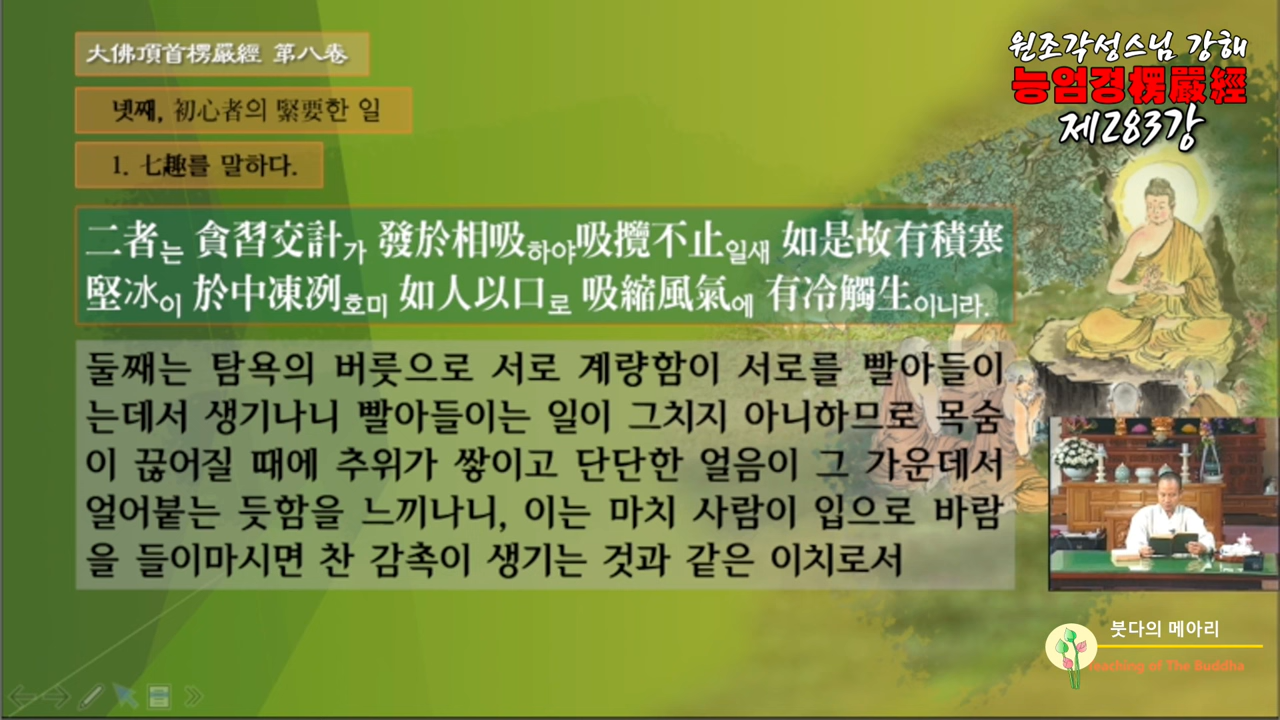 大佛頂首楞嚴經 第八卷
넷째, 初心者의 緊要한 일
1. 七趣를 말하다.
二者는 貪習交計가 發於相吸하야吸攬不止일새 如是故有積寒
堅冰이 於中凍冽호미 如人以口로 吸縮風氣에 有冷觸生이니라.
둘째는 탐욕의 버릇으로 서로 계량함이 서로를 빨아들이
는데서 생기나니 빨아들이는 일이 그치지 아니하므로 목숨
이 끊어질 때에 추위가 쌓이고 단단한 얼음이 그 가운데서
얼어붙는 듯함을 느끼나니, 이는 마치 사람이 입으로 바람
을 들이마시면 찬 감촉이 생기는 것과 같은 이치로서
원조각성스님 강해
능엄경楞嚴經
제283강
붓다의 메아리
Teaching of The Buddha